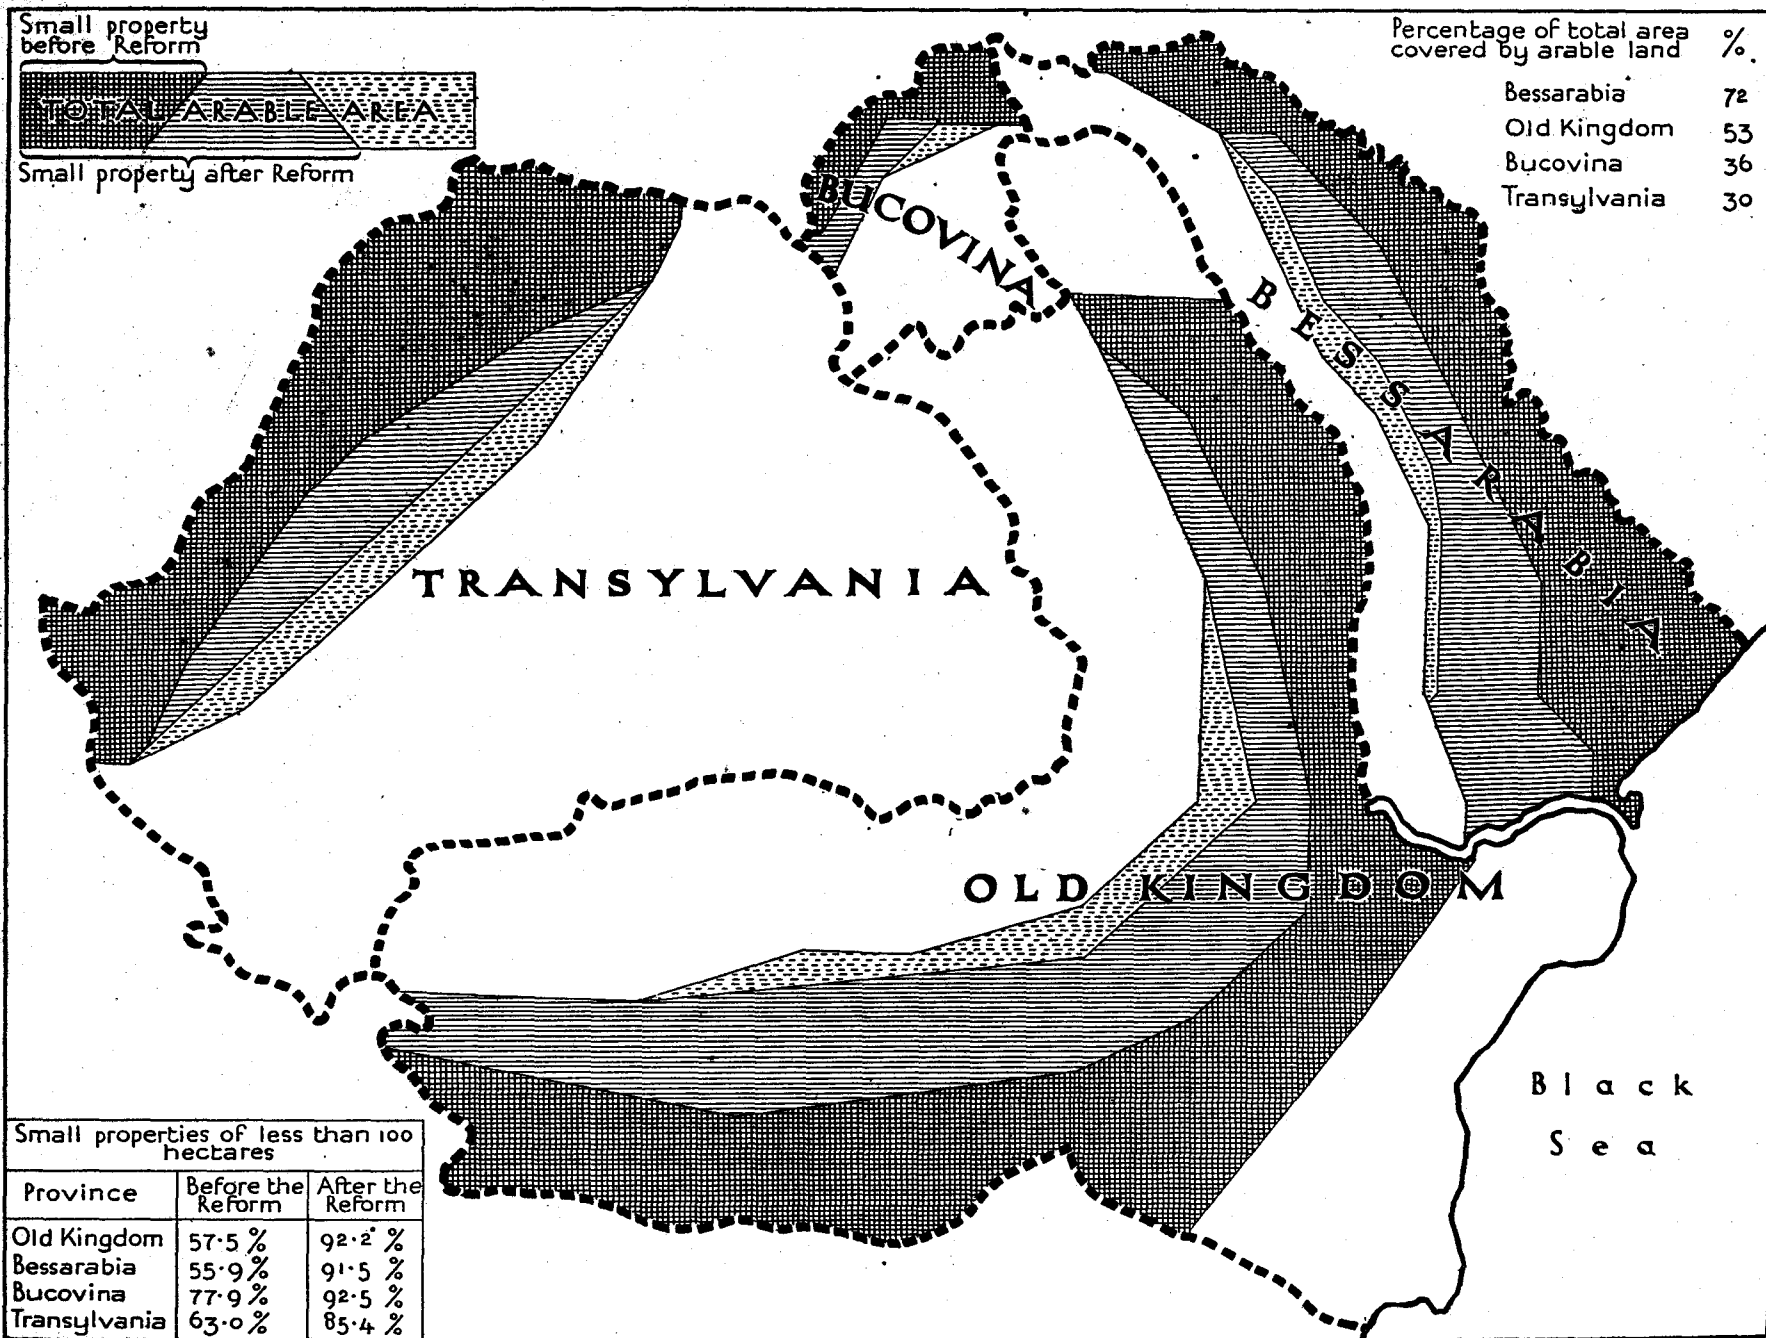 Small property
before Reform
TOTAL ARABLE AREA
Small property after Reform
Percentage of total area %
covered by arable land
Bessarabia 72
Old Kingdom 53
Bucovina 36
Transylvania 30
BUCOVINA
BESSARABIA
TRANSYLVANIA
OLD KINGDOM
Black
Sea
Small properties of less than 100
hectares
Province Before the After the
Reform Reform
Old Kingdom 57·5 % 92·2 %
Bessarabia 55·9 % 91·5 %
Bucovina 77·9 % 92·5 %
Transylvania 63·0 % 85·4 %